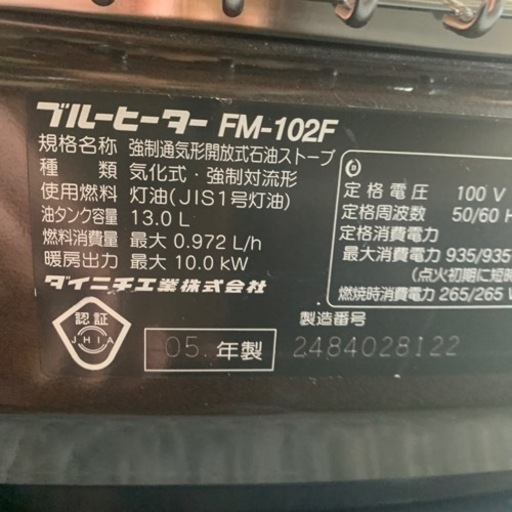 ブルーヒーター FM-102F
規格名称 強制通気形開放式石油ストーブ
種類 気化式・強制対流形
使用燃料 灯油(JIS1号灯油)
油タンク容量 13.0L
燃料消費量 最大 0.972 L/h
暖房出力 最大 10.0 kW
ダイニチ工業株式会社
認証
JHIA
05.年製
定格電圧 100 V
定格周波数 50/60 H
定格消費電力
最大消費電力 935/935
(点火初期に短時
燃焼時消費電力 265/265 W
製造番号
2484028122